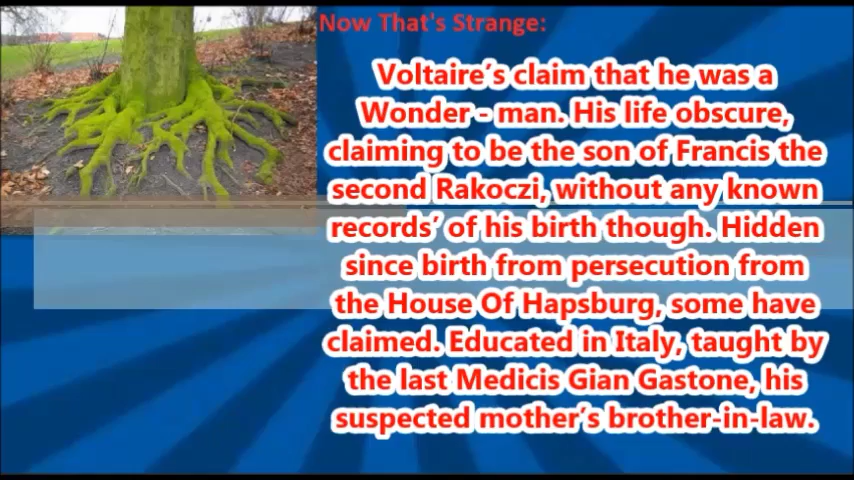 Now That's Strange:
Voltaire’s claim that he was a
Wonder - man. His life obscure,
claiming to be the son of Francis the
second Rakoczi, without any known
records’ of his birth though. Hidden
since birth from persecution from
the House Of Hapsburg, some have
claimed. Educated in Italy, taught by
the last Medicis Gian Gastone, his
suspected mother’s brother-in-law.